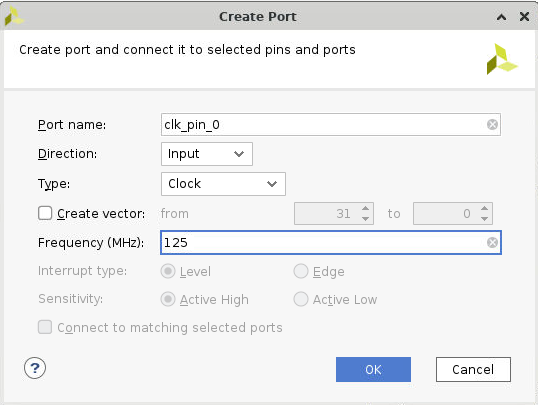 Create Port
Create port and connect it to selected pins and ports
Port name: clk_pin_0
Direction: Input
Type: Clock
Create vector: from 31 to 0
Frequency (MHz): 125
Interrupt type: Level Edge
Sensitivity: Active High Active Low
Connect to matching selected ports
? OK Cancel